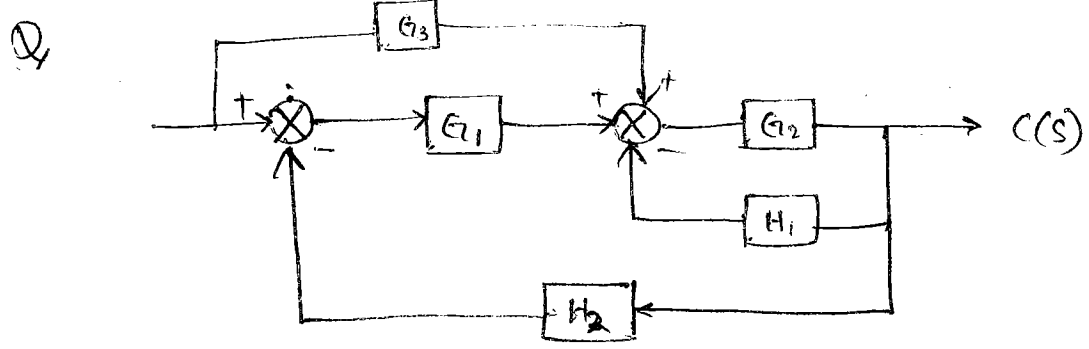 Q
G3
+
+
+
G1
G2
C(S)
-
-
H1
H2